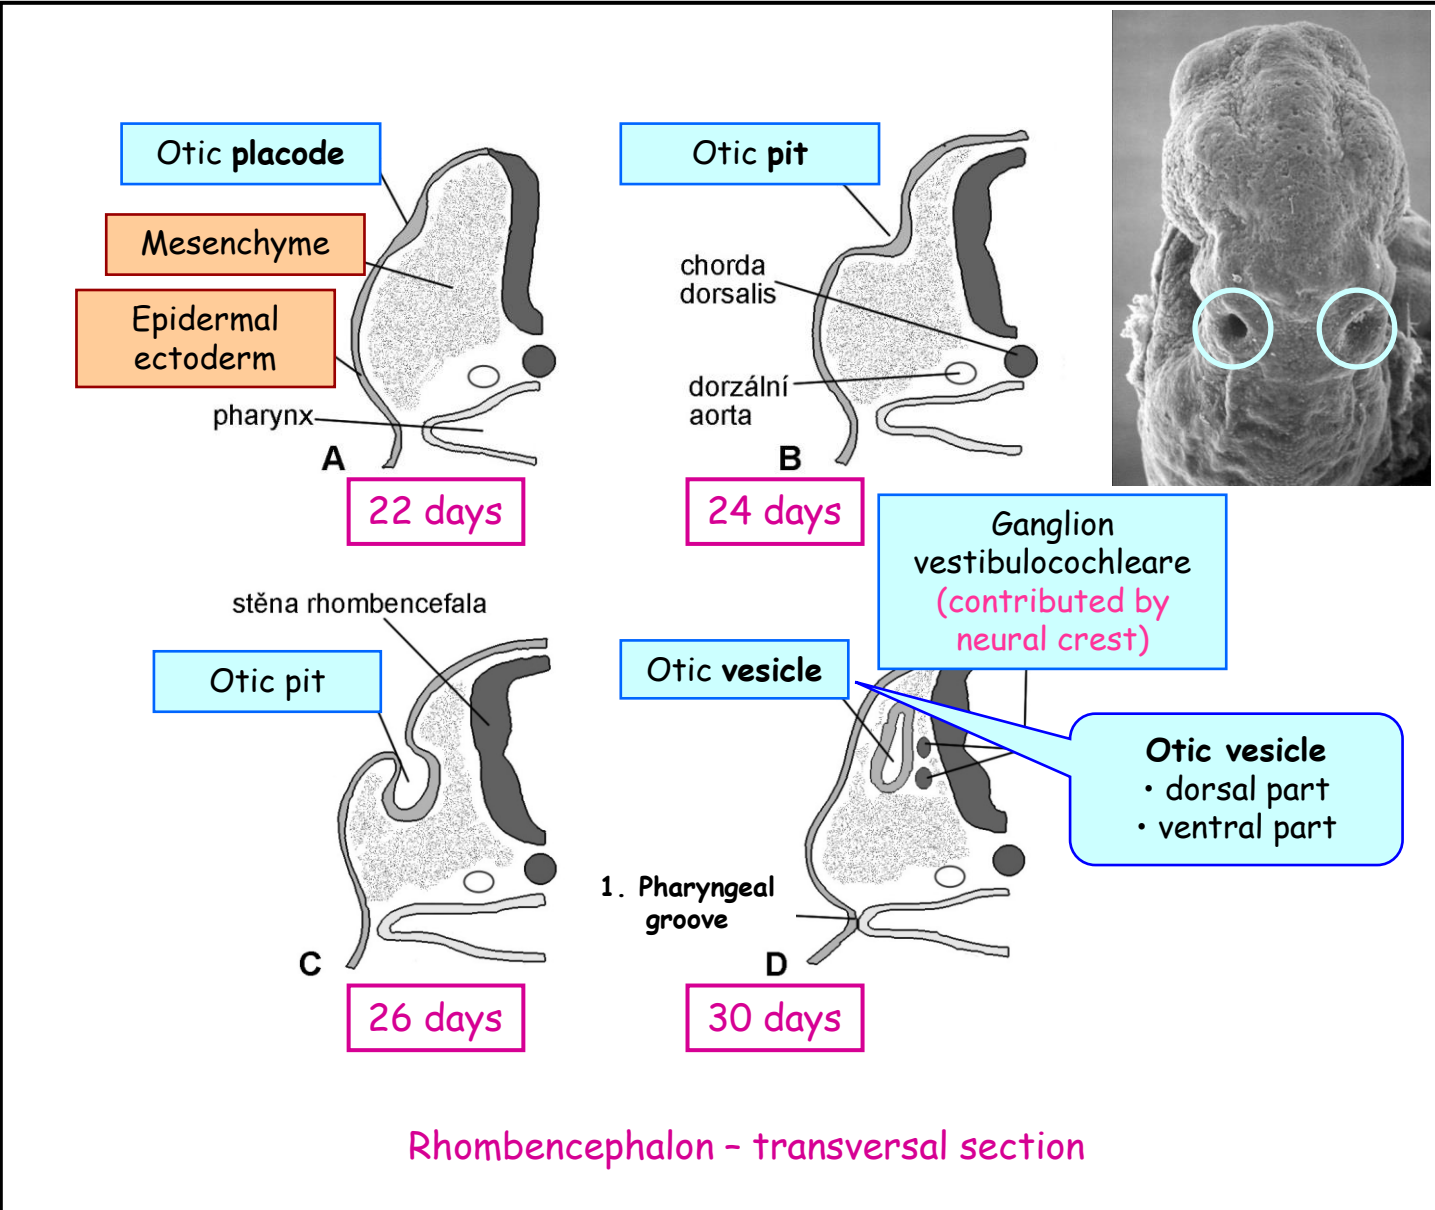 Otic placode
Mesenchyme
Epidermal
ectoderm
pharynx
A
22 days
Otic pit
chorda
dorsalis
dorzální
aorta
B
24 days
stěna rhombencefala
Otic pit
C
26 days
Ganglion
vestibulocochleare
(contributed by
neural crest)
Otic vesicle
Otic vesicle
• dorsal part
• ventral part
1. Pharyngeal
groove
D
30 days
Rhombencephalon – transversal section